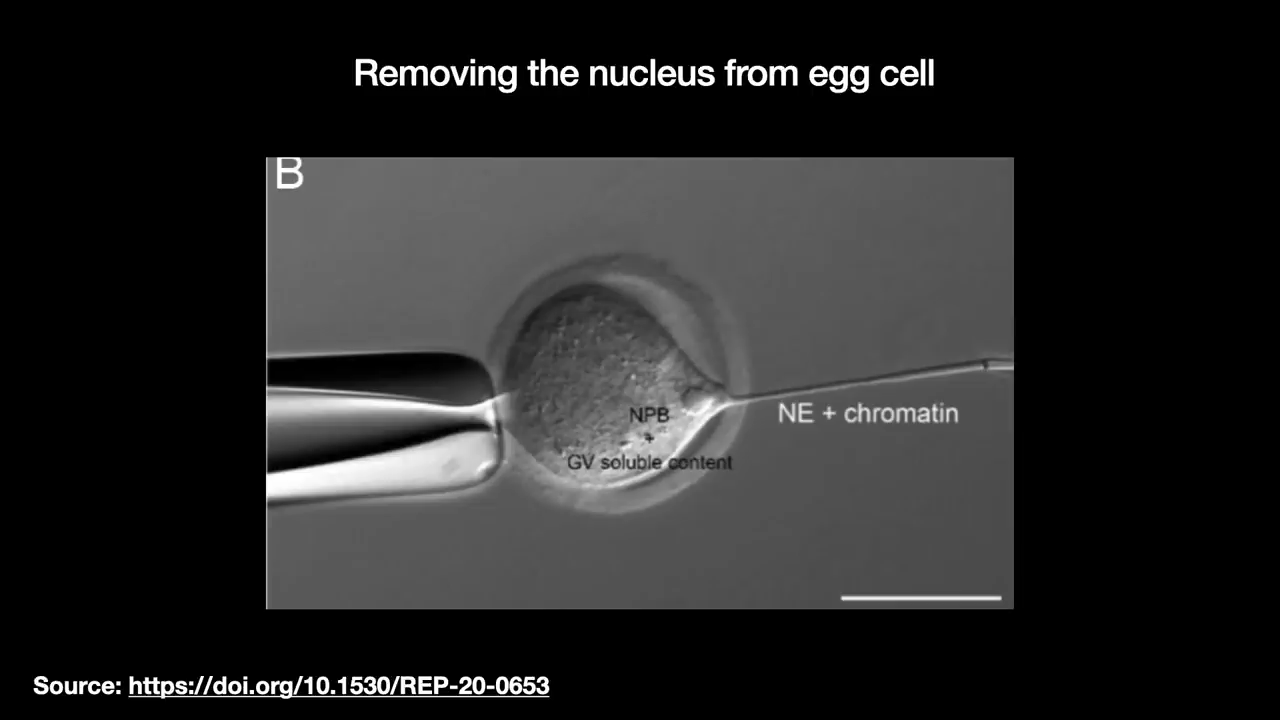 Removing the nucleus from egg cell
B
NPB
+
GV soluble content
NE + chromatin
Source: https://doi.org/10.1530/REP-20-0653